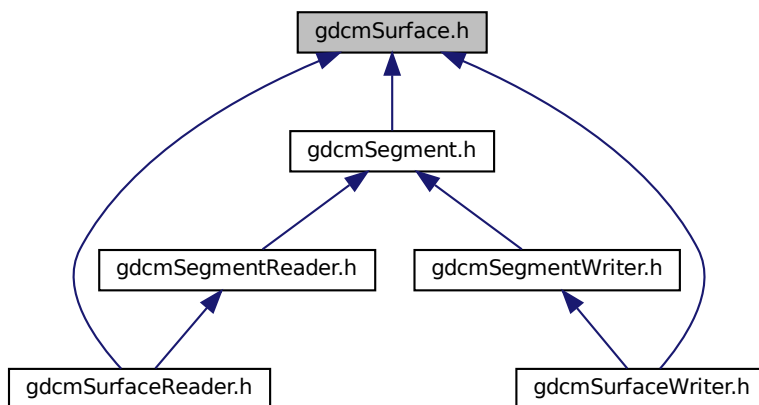 gdcmSurface.h
gdcmSegment.h
gdcmSegmentReader.h
gdcmSegmentWriter.h
gdcmSurfaceReader.h
gdcmSurfaceWriter.h